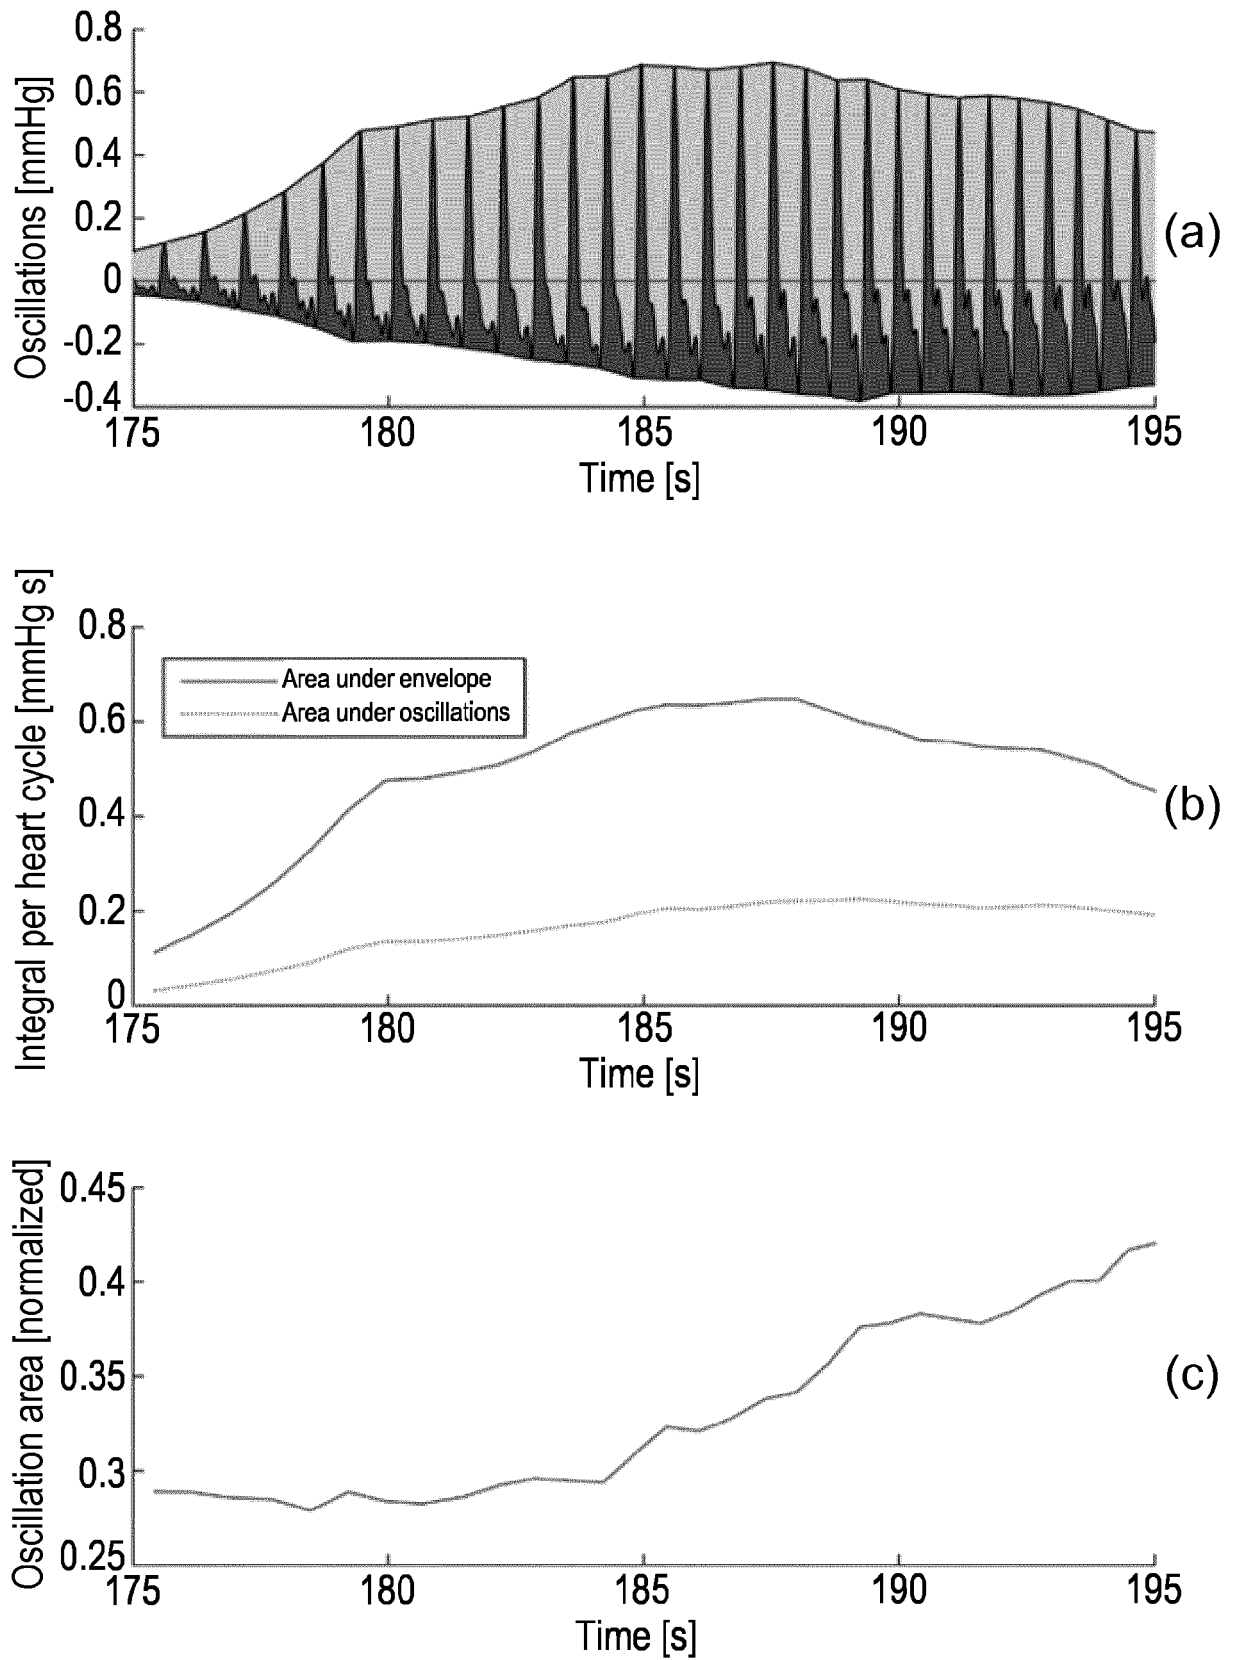 0.8
0.6
0.4
0.2
0
-0.2
-0.4
Oscillations [mmHg]
175 180 185 190 195
Time [s]
(a)
0.8
0.6
0.4
0.2
0
Integral per heart cycle [mmHg s]
Area under envelope
Area under oscillations
175 180 185 190 195
Time [s]
(b)
0.45
0.4
0.35
0.3
0.25
Oscillation area [normalized]
175 180 185 190 195
Time [s]
(c)